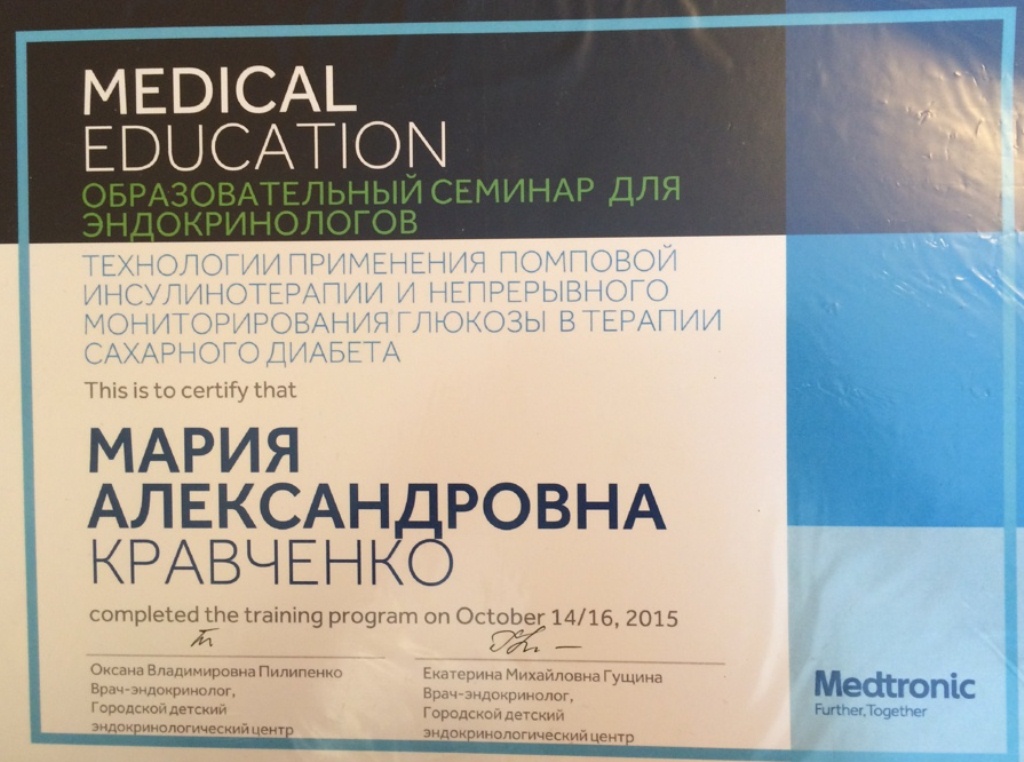 MEDICAL
EDUCATION
ОБРАЗОВАТЕЛЬНЫЙ СЕМИНАР ДЛЯ
ЭНДОКРИНОЛОГОВ
ТЕХНОЛОГИИ ПРИМЕНЕНИЯ ПОМПОВОЙ
ИНСУЛИНОТЕРАПИИ И НЕПРЕРЫВНОГО
МОНИТОРИРОВАНИЯ ГЛЮКОЗЫ В ТЕРАПИИ
САХАРНОГО ДИАБЕТА
This is to certify that
МАРИЯ
АЛЕКСАНДРОВНА
КРАВЧЕНКО
completed the training program on October 14/16, 2015
Оксана Владимировна Пилипенко
Врач-эндокринолог,
Городской детский
эндокринологический центр
Екатерина Михайловна Гущина
Врач-эндокринолог,
Городской детский
эндокринологический центр
Medtronic
Further, Together